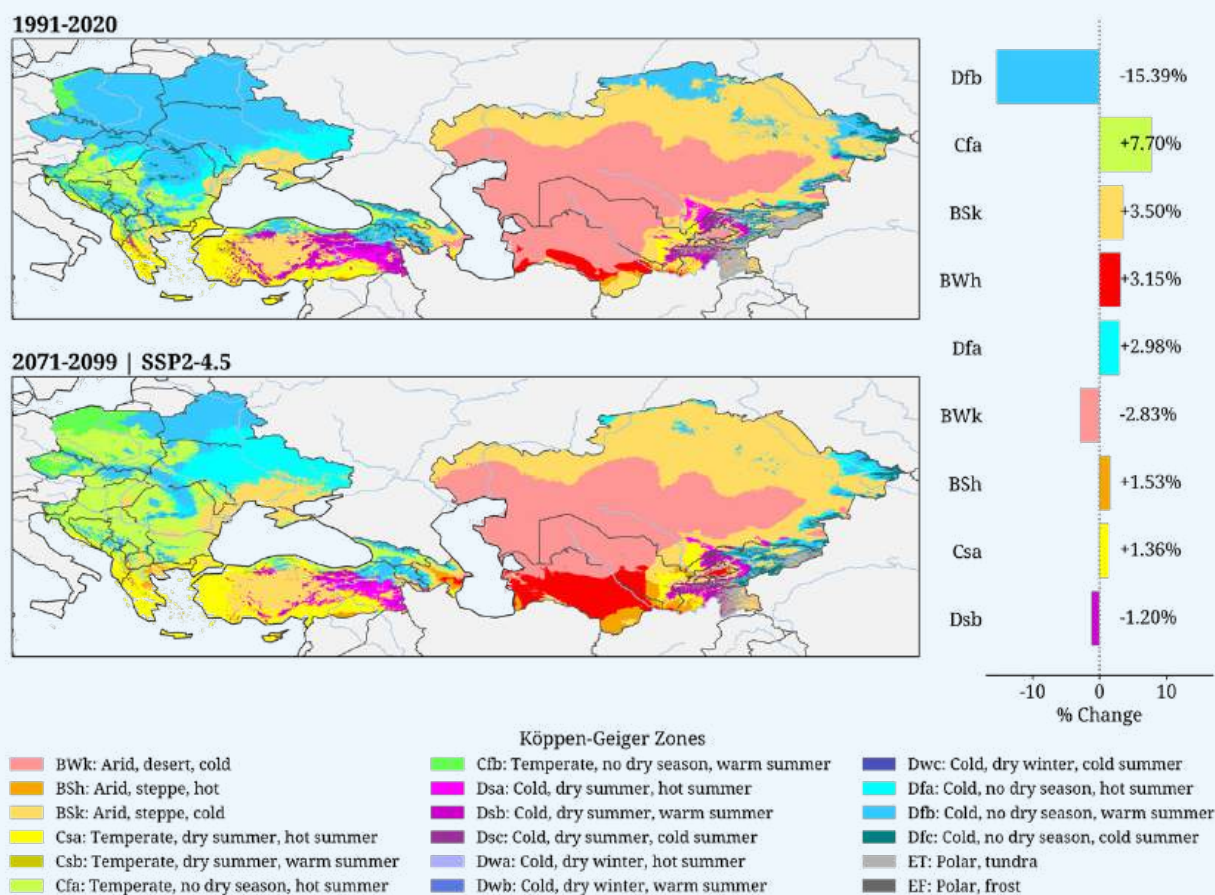 1991-2020
Dfb
-15.39%
Cfa
+7.70%
BSk
+3.50%
BWh
+3.15%
Dfa
+2.98%
2071-2099 | SSP2-4.5
BWk
-2.83%
BSh
+1.53%
Csa
+1.36%
Dsb
-1.20%
-10 0 10
% Change
Köppen-Geiger Zones
BWk: Arid, desert, cold
BSh: Arid, steppe, hot
BSk: Arid, steppe, cold
Csa: Temperate, dry summer, hot summer
Csb: Temperate, dry summer, warm summer
Cfa: Temperate, no dry season, hot summer
Cfb: Temperate, no dry season, warm summer
Dsa: Cold, dry summer, hot summer
Dsb: Cold, dry summer, warm summer
Dsc: Cold, dry summer, cold summer
Dwa: Cold, dry winter, hot summer
Dwb: Cold, dry winter, warm summer
Dwc: Cold, dry winter, cold summer
Dfa: Cold, no dry season, hot summer
Dfb: Cold, no dry season, warm summer
Dfc: Cold, no dry season, cold summer
ET: Polar, tundra
EF: Polar, frost